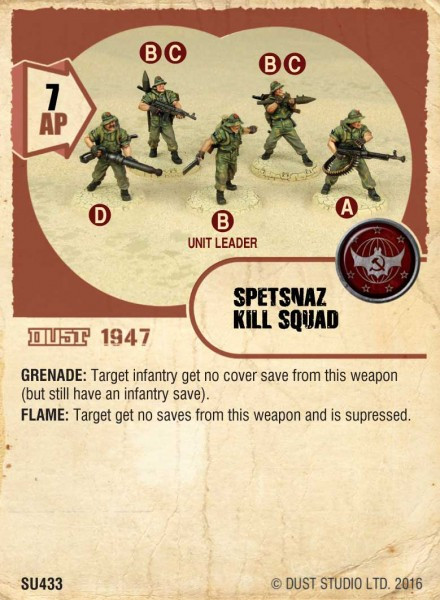 B C
B C
7
AP
D
B
A
UNIT LEADER
SPETSNAZ
KILL SQUAD
DUST 1947
GRENADE: Target infantry get no cover save from this weapon
(but still have an infantry save).
FLAME: Target get no saves from this weapon and is supressed.
SU433
© DUST STUDIO LTD. 2016